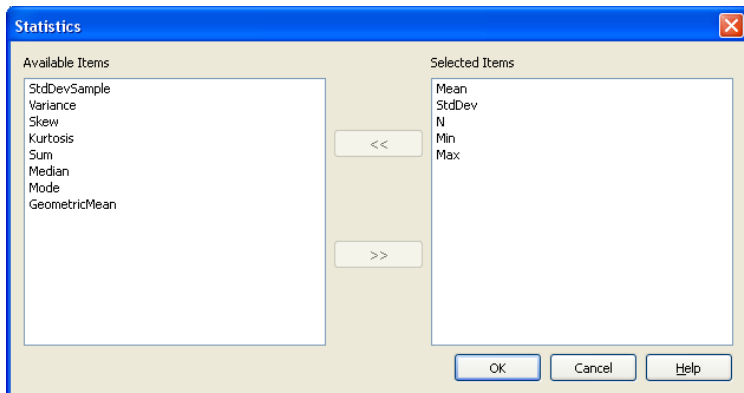 Statistics
Available Items
StdDevSample
Variance
Skew
Kurtosis
Sum
Median
Mode
GeometricMean
<<
>>
Selected Items
Mean
StdDev
N
Min
Max
OK
Cancel
Help